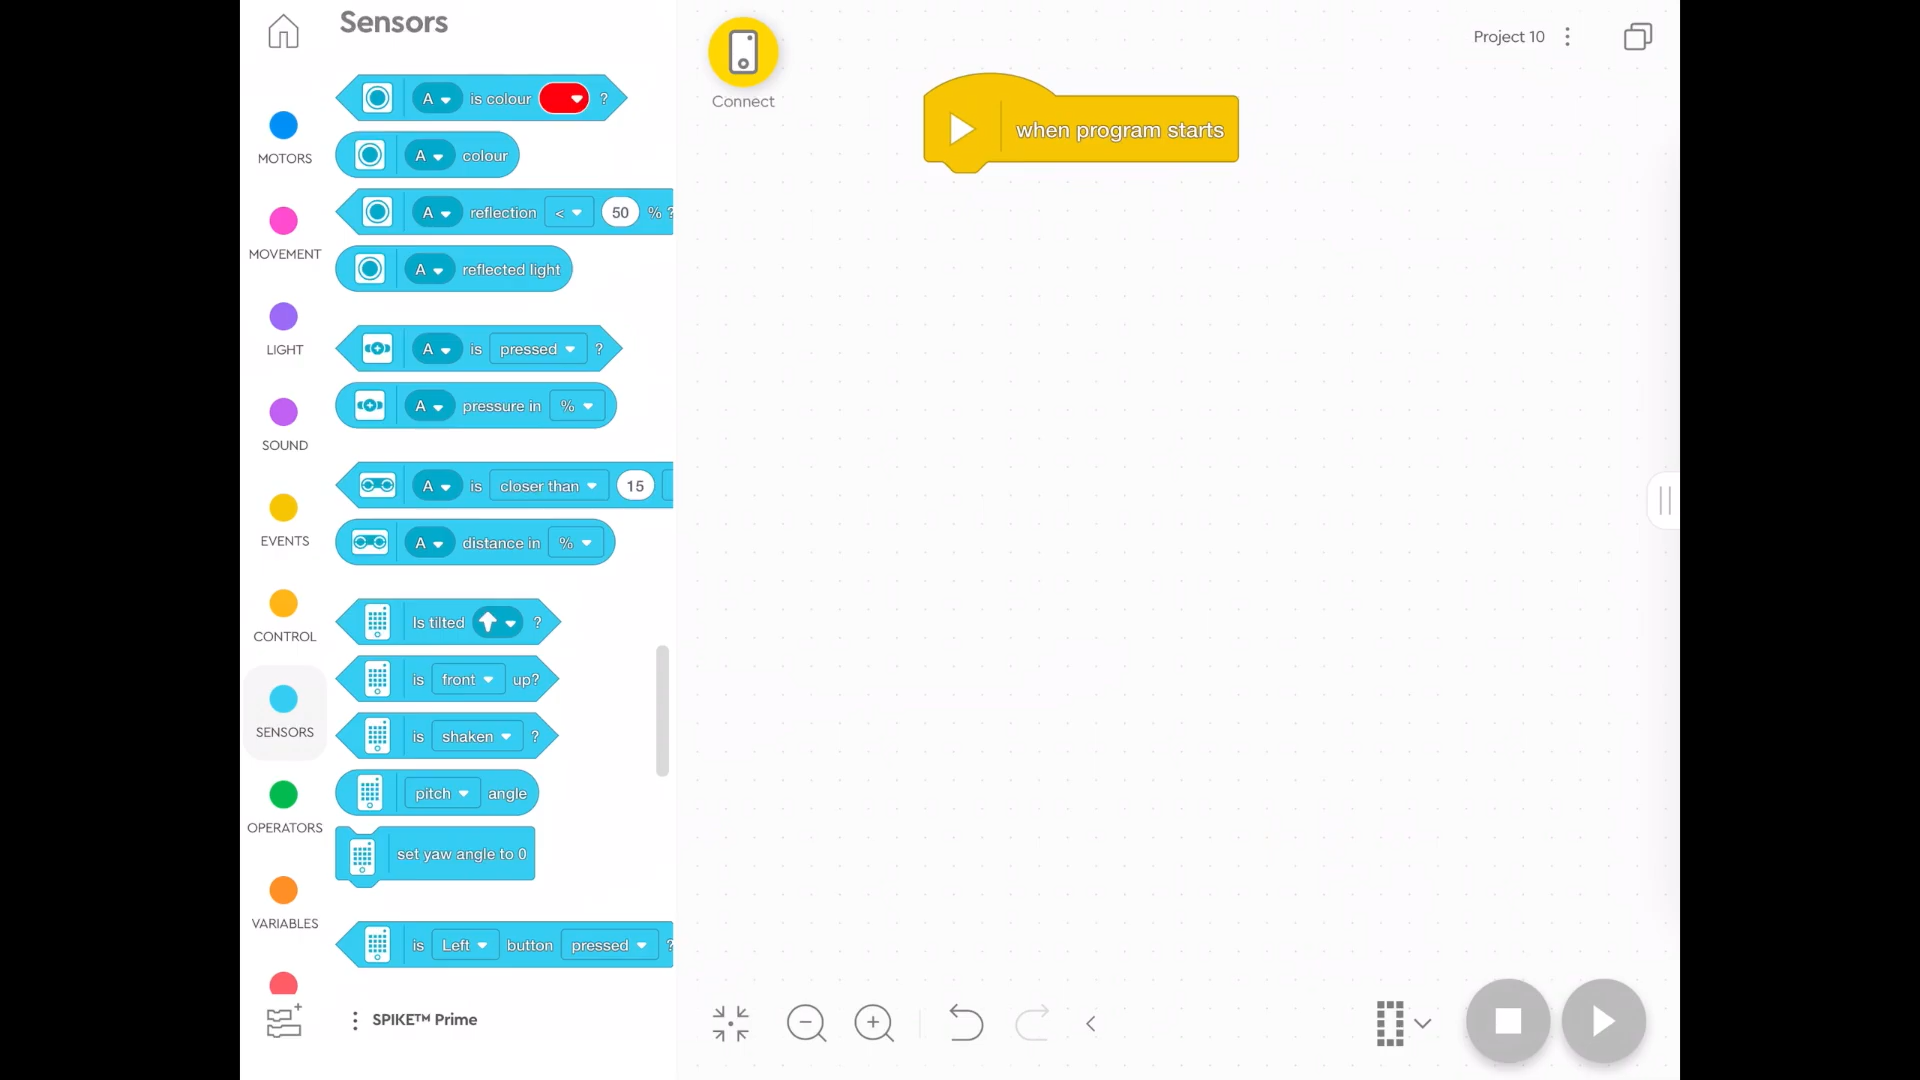 Sensors
MOTORS
MOVEMENT
LIGHT
SOUND
EVENTS
CONTROL
SENSORS
OPERATORS
VARIABLES
A is colour ?
A colour
A reflection < 50 % ?
A reflected light
A is pressed ?
A pressure in %
A is closer than 15
A distance in %
Is tilted ?
is front up?
is shaken ?
pitch angle
set yaw angle to 0
is Left button pressed ?
SPIKE™ Prime
Connect
when program starts
Project 10